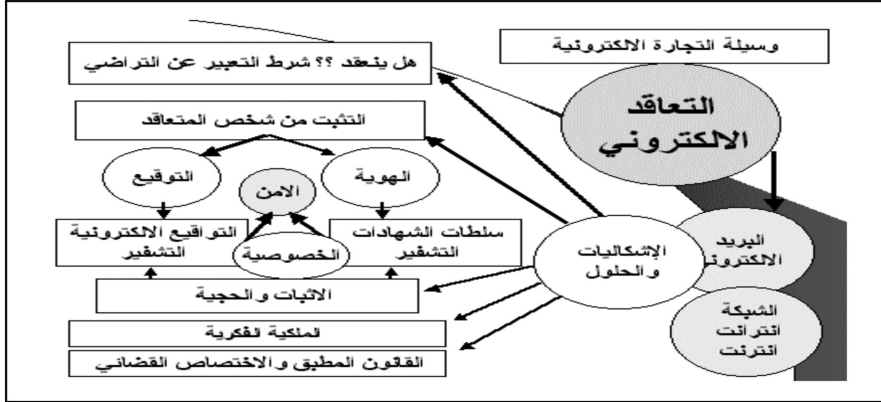 وسيلة التجارة الالكترونية
التعاقد
الالكتروني
هل ينعقد ؟؟ شرط التعبير عن التراضي
التثبت من شخص المتعاقد
الهوية
التوقيع
الامن
الخصوصية
سلطات الشهادات
التشفير
التواقيع الالكترونية
التشفير
الإشكاليات
والحلول
البريد
الالكتروني
الشبكة
انترانت
انترنت
الاثبات والحجية
الملكية الفكرية
القانون المطبق والاختصاص القضائي